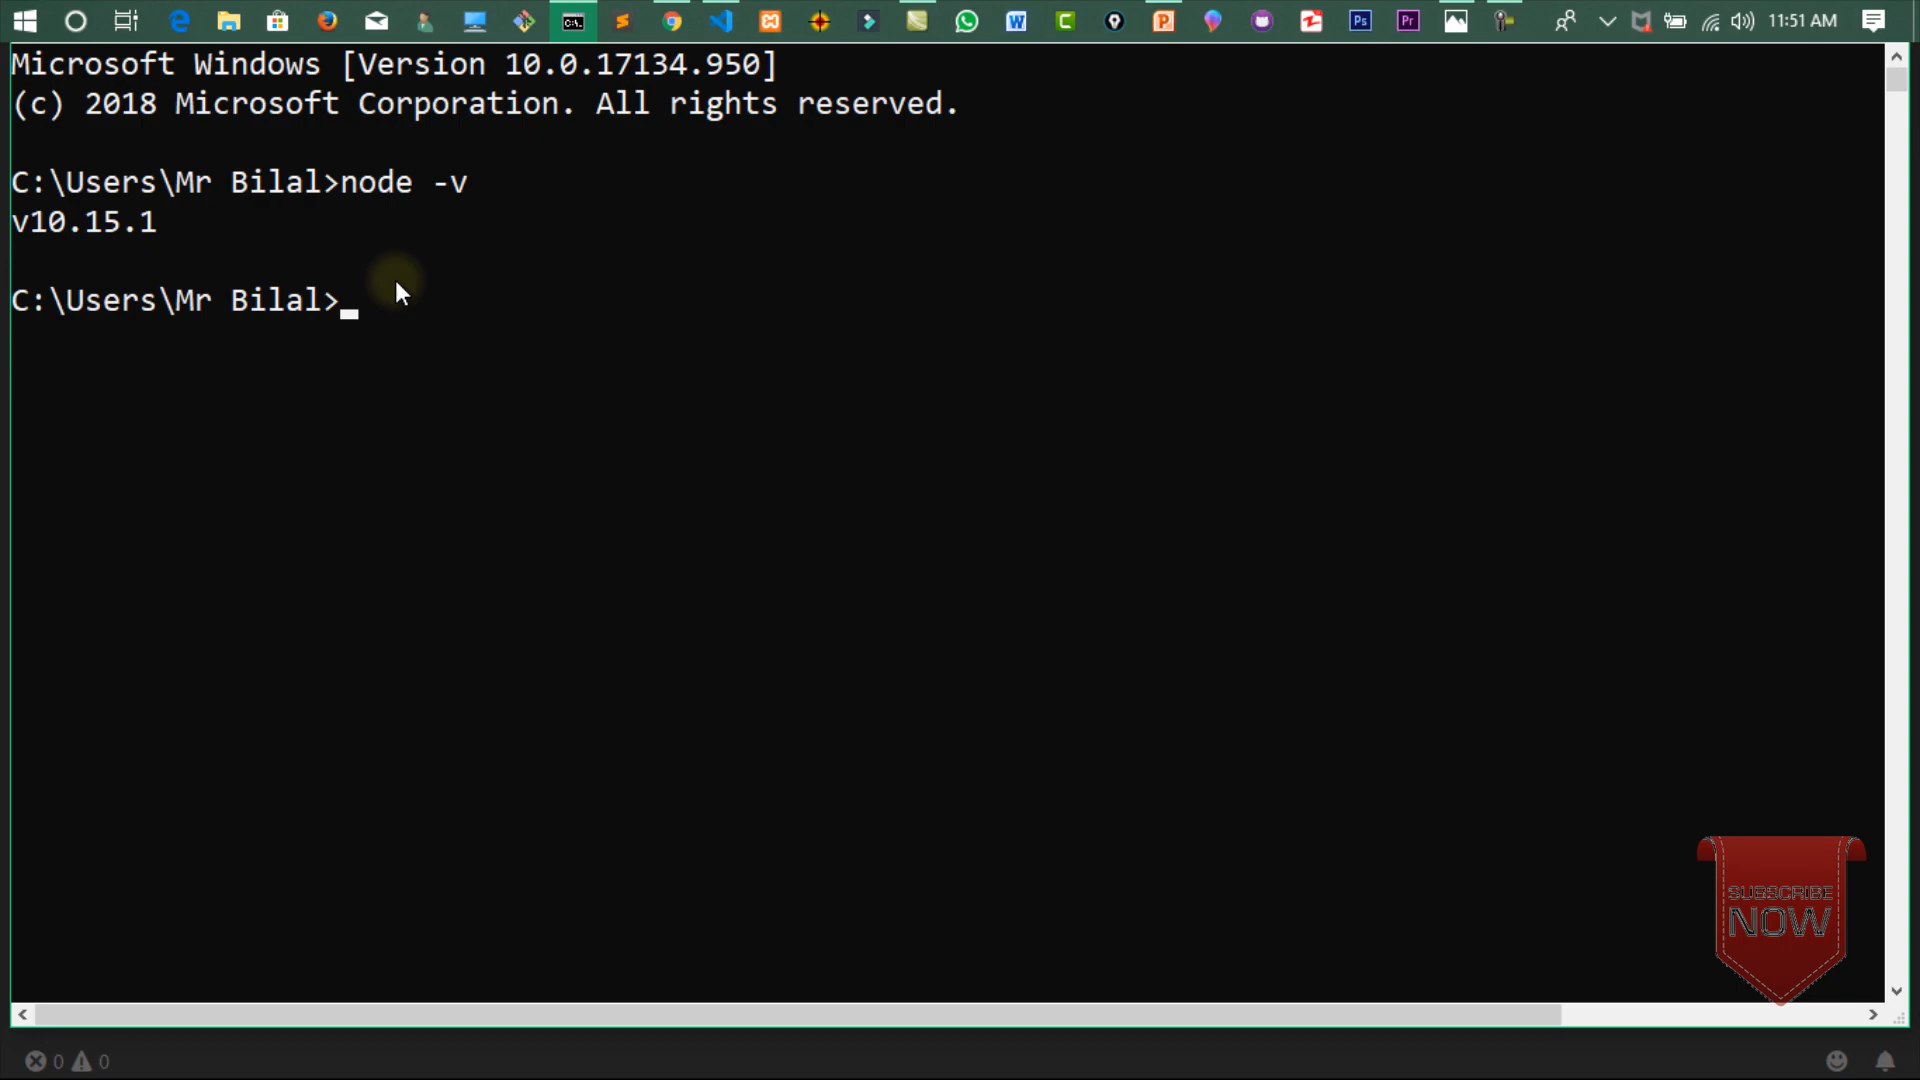 11:51 AM
Microsoft Windows [Version 10.0.17134.950]
(c) 2018 Microsoft Corporation. All rights reserved.
C:\Users\Mr Bilal>node -v
v10.15.1
C:\Users\Mr Bilal>_
SUBSCRIBE
NOW
0 0